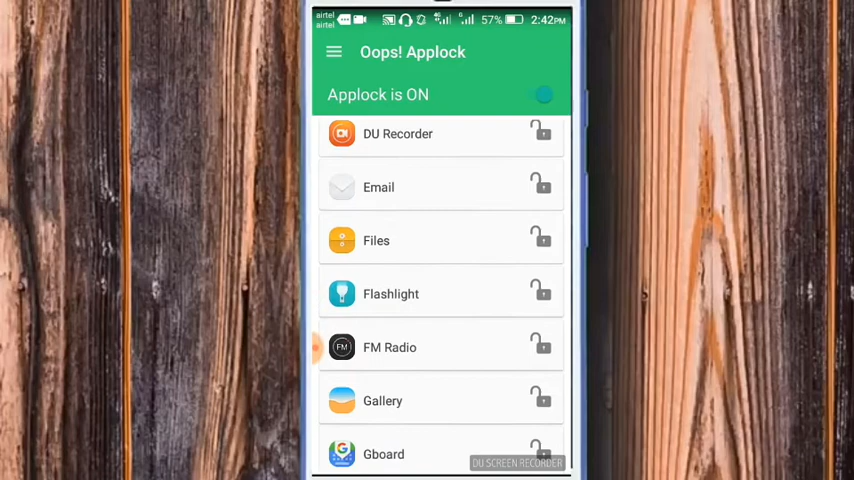 airtel
airtel
57% 2:42PM
Oops! Applock
Applock is ON
DU Recorder
Email
Files
Flashlight
FM Radio
FM
Gallery
Gboard
G
DU SCREEN RECORDER